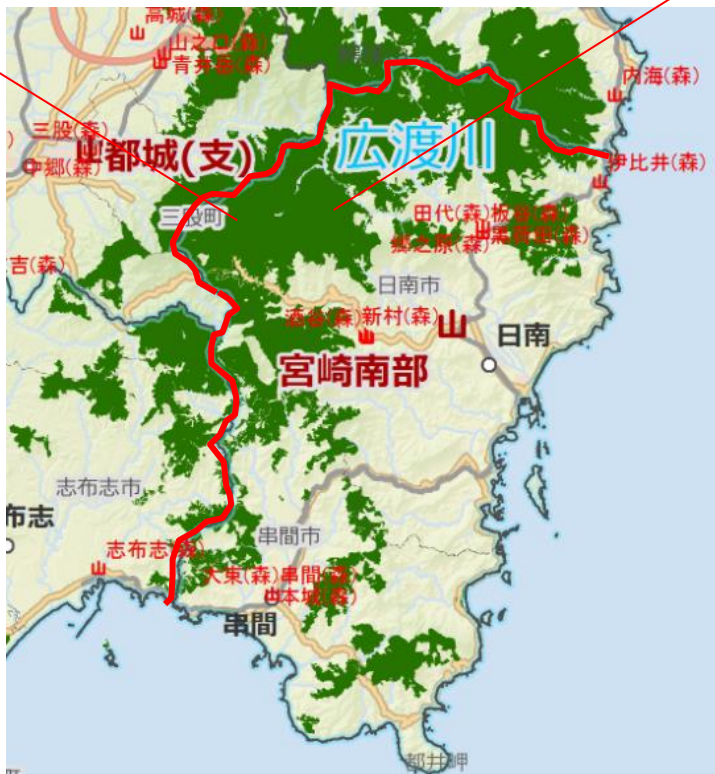 高城(森)
山之口(森)
青井岳(森)
内海(森)
三股(森)
都城(支)
広渡川
中郷(森)
伊比井(森)
三股町
田代(森)
板谷(森)
郷之原(森)
吉(森)
日南市
酒谷(森)
新村(森)
日南
宮崎南部
志布志市
布志
串間市
大東(森)
串間(森)
本城(森)
串間
都井岬